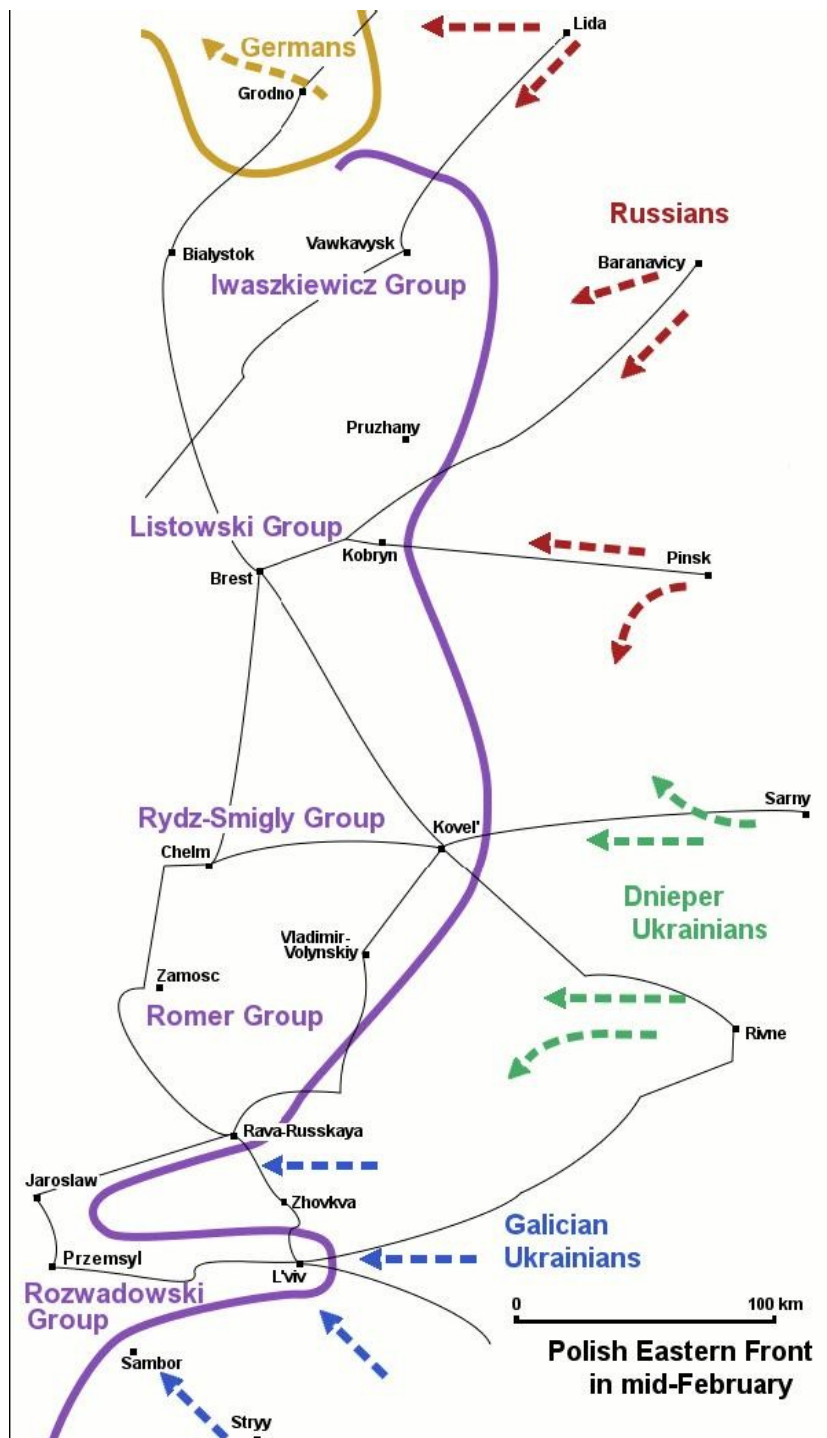 Lida
Germans
Grodno
Russians
Bialystok
Vawkavysk
Baranavicy
Iwaszkiewicz Group
Pruzhany
Listowski Group
Kobryn
Pinsk
Brest
Sarny
Rydz-Smigly Group
Kovel'
Chelm
Dnieper
Ukrainians
Vladimir-
Volynskiy
Zamosc
Romer Group
Rivne
Rava-Russkaya
Jaroslaw
Zhovkva
Galician
Ukrainians
Przemysl
L'viv
Rozwadowski
Group
0
100 km
Polish Eastern Front
in mid-February
Sambor
Stryy